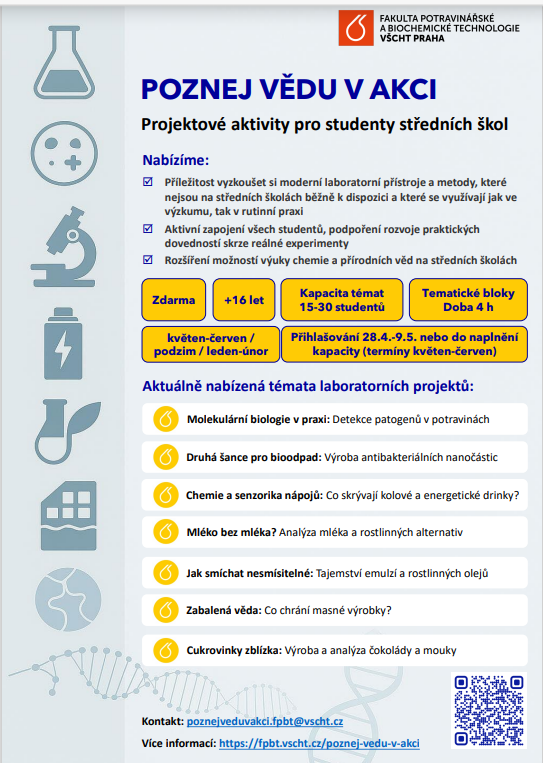 FAKULTA POTRAVINÁŘSKÉ
A BIOCHEMICKÉ TECHNOLOGIE
VŠCHT PRAHA
POZNEJ VĚDU V AKCI
Projektové aktivity pro studenty středních škol
Nabízíme:
Příležitost vyzkoušet si moderní laboratorní přístroje a metody, které
nejsou na středních školách běžně k dispozici a které se využívají jak ve
výzkumu, tak v rutinní praxi
Aktivní zapojení všech studentů, podpoření rozvoje praktických
dovedností skrze reálné experimenty
Rozšíření možností výuky chemie a přírodních věd na středních školách
Zdarma
+16 let
Kapacita témat
15-30 studentů
Tematické bloky
Doba 4 h
květen-červen /
podzim / leden-únor
Přihlašování 28.4.-9.5. nebo do naplnění
kapacity (termíny květen-červen)
Aktuálně nabízená témata laboratorních projektů:
Molekulární biologie v praxi: Detekce patogenů v potravinách
Druhá šance pro bioodpad: Výroba antibakteriálních nanočástic
Chemie a senzorika nápojů: Co skrývají kolové a energetické drinky?
Mléko bez mléka? Analýza mléka a rostlinných alternativ
Jak smíchat nesmísitelné: Tajemství emulzí a rostlinných olejů
Zabalená věda: Co chrání masné výrobky?
Cukrovinky zblízka: Výroba a analýza čokolády a mouky
Kontakt: poznejveduvakci.fpbt@vscht.cz
Více informací: https://fpbt.vscht.cz/poznej-vedu-v-akci